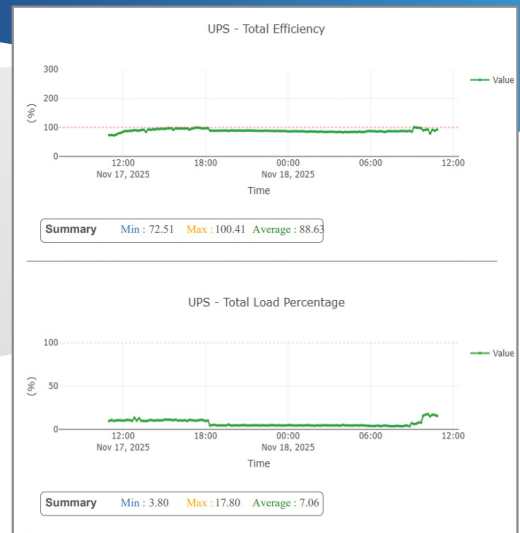 UPS - Total Efficiency
300
200
100
0
(%)
Value
12:00 18:00 00:00 06:00 12:00
Nov 17, 2025 Nov 18, 2025
Time
Summary Min : 72.51 Max : 100.41 Average : 88.63
UPS - Total Load Percentage
100
50
0
(%)
Value
12:00 18:00 00:00 06:00 12:00
Nov 17, 2025 Nov 18, 2025
Time
Summary Min : 3.80 Max : 17.80 Average : 7.06